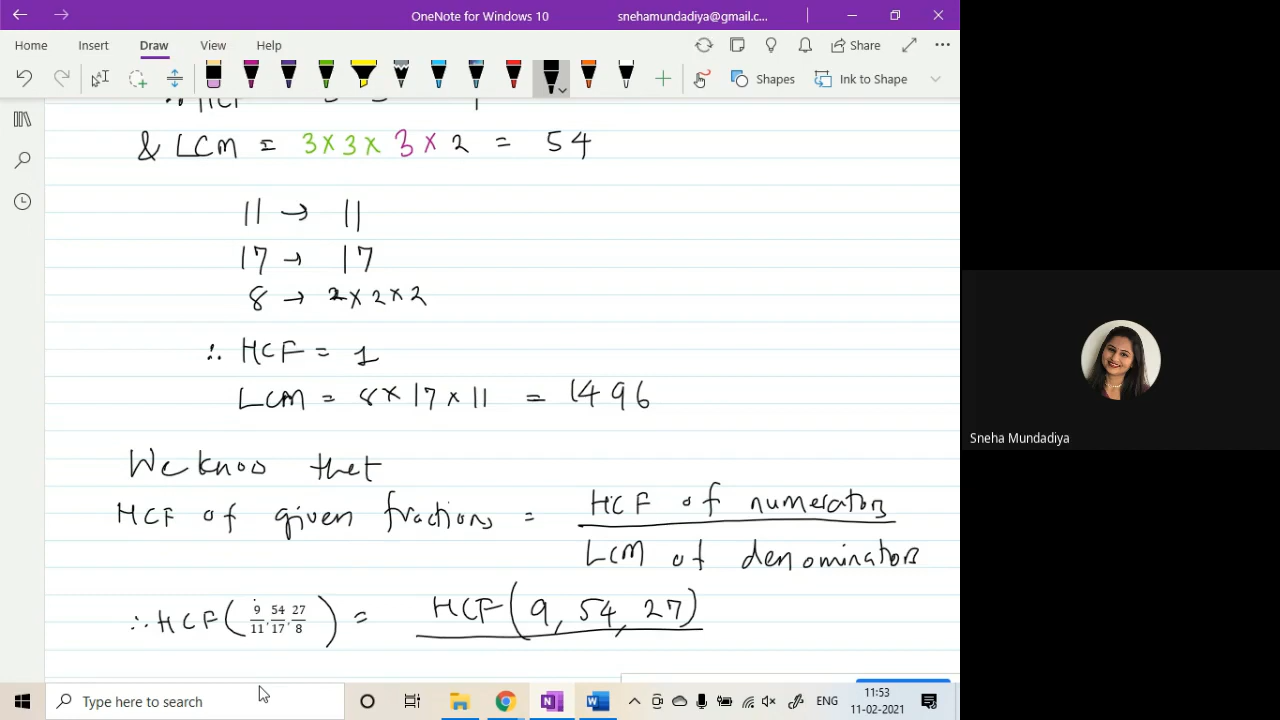 OneNote for Windows 10
snehamundadiya@gmail.c...
Home Insert Draw View Help Share
Shapes Ink to Shape
& LCM = 3 × 3 × 3 × 2 = 54
11 → 11
17 → 17
8 → 2 × 2 × 2
∴ HCF = 1
LCM = 8 × 17 × 11 = 1496
We know that
HCF of given fractions = HCF of numerators
LCM of denominators
∴ HCF (9/11, 54/17, 27/8) = HCF (9, 54, 27)
Sneha Mundadiya
Type here to search
ENG
11:53
11-02-2021